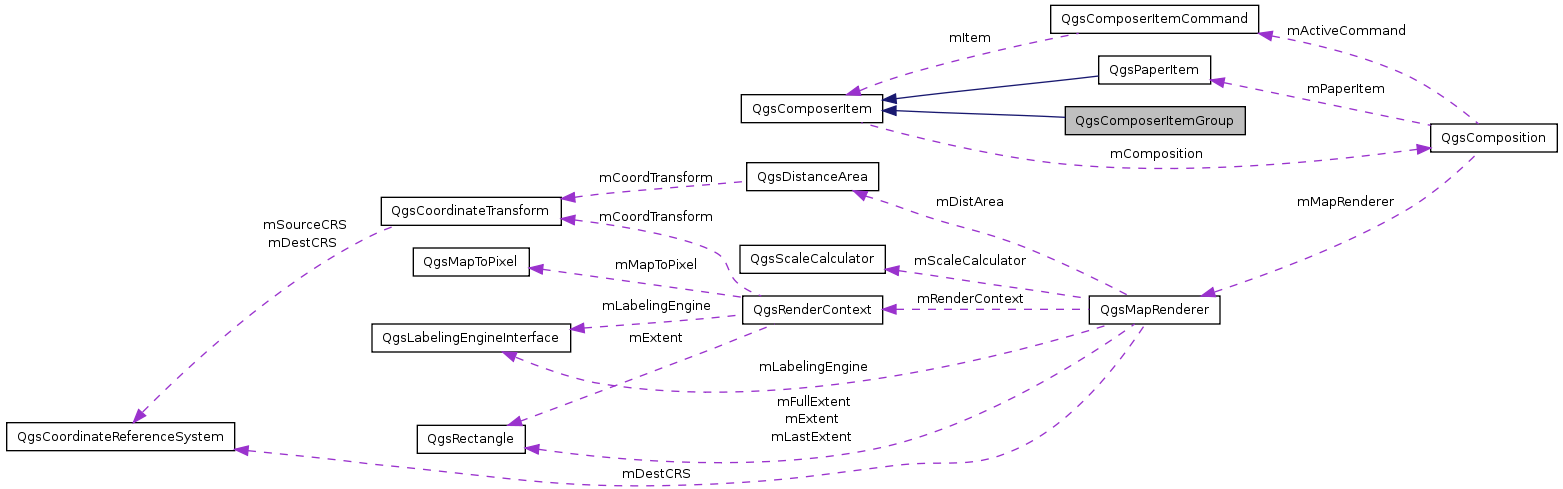 QgsComposerItemCommand
mItem
mActiveCommand
QgsPaperItem
mPaperItem
QgsComposerItem
QgsComposerItemGroup
QgsComposition
mComposition
QgsDistanceArea
mCoordTransform
mDistArea
mMapRenderer
QgsCoordinateTransform
mCoordTransform
mSourceCRS
mDestCRS
QgsMapToPixel
mMapToPixel
QgsScaleCalculator
mScaleCalculator
mLabelingEngine
QgsRenderContext
mRenderContext
QgsMapRenderer
QgsLabelingEngineInterface
mExtent
mLabelingEngine
mFullExtent
mExtent
mLastExtent
QgsCoordinateReferenceSystem
QgsRectangle
mDestCRS